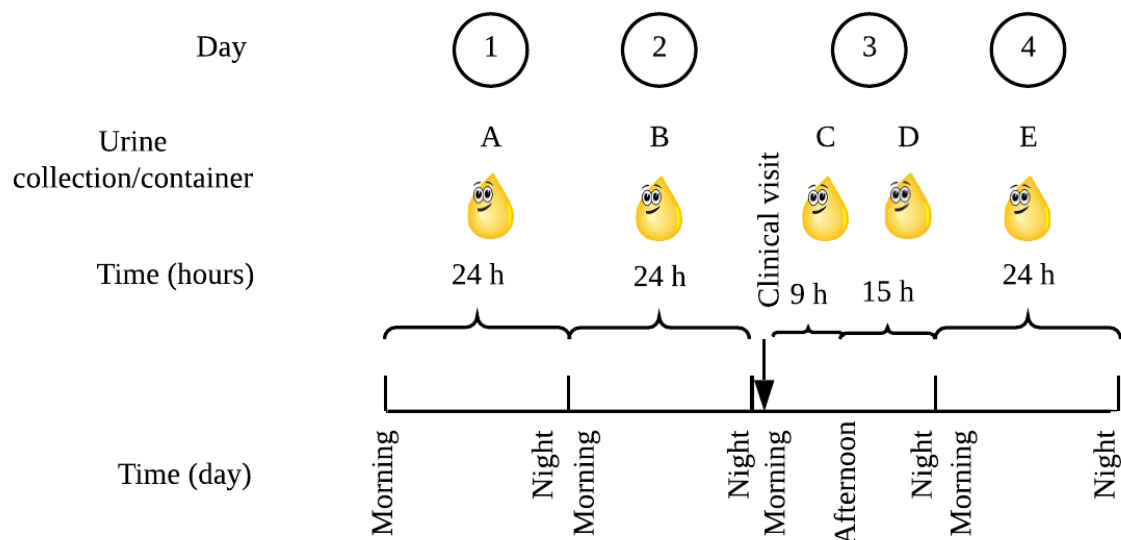 Day 1 2 3 4
Urine
collection/container
A B C D E
Clinical visit
Time (hours) 24 h 24 h 9 h 15 h 24 h
Time (day)
Morning Night Morning Night Morning Afternoon Night Morning Night